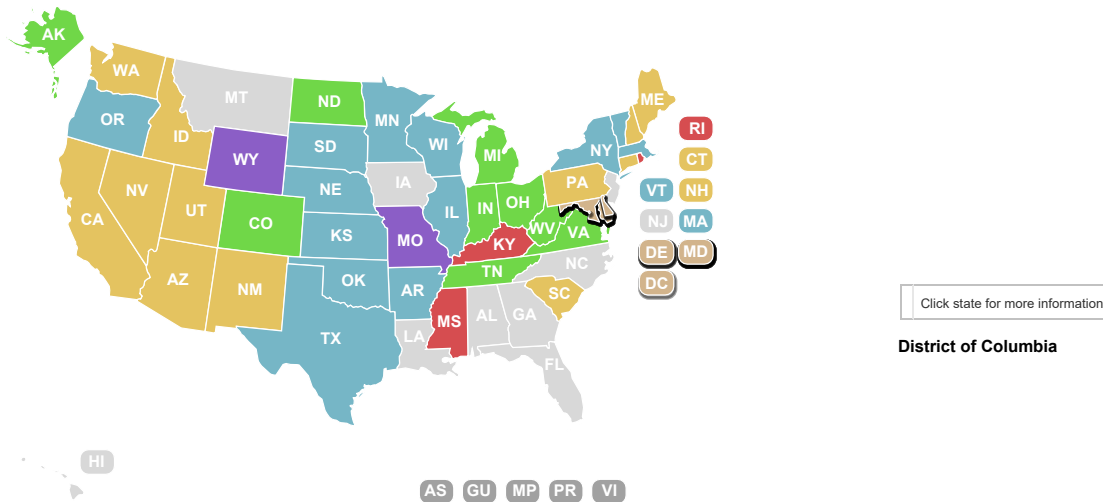 AK
WA
ME
MT
ND
OR
MN
RI
ID
WI
NY
SD
MI
CT
WY
PA
IA
NE
VT
NH
NV
OH
IN
UT
IL
CA
CO
NJ
MA
WV
VA
KS
MO
KY
DE
MD
NC
TN
AZ
OK
DC
NM
AR
SC
Click state for more information
MS
AL
GA
TX
LA
District of Columbia
FL
HI
AS
GU
MP
PR
VI